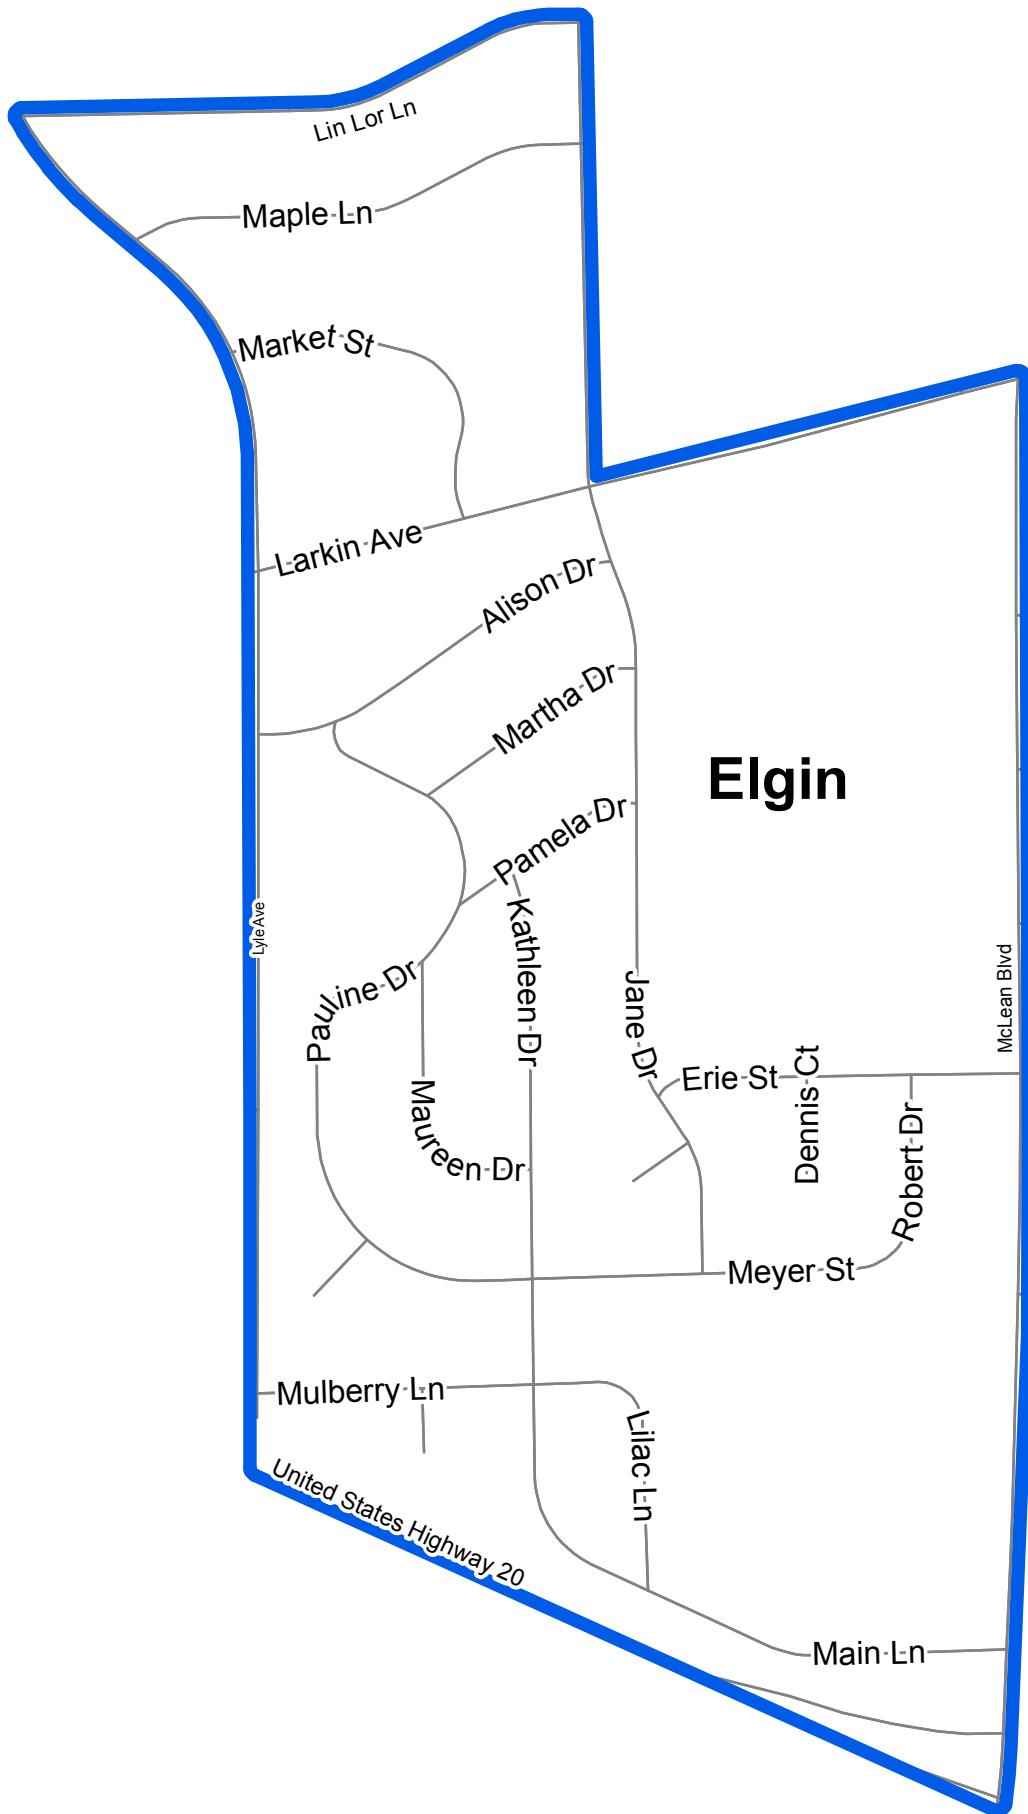 Lin Lor Ln
Maple Ln
Market St
Larkin Ave
Alison Dr
Martha Dr
Elgin
Pamela Dr
Kathleen Dr
Lyle Ave
Pauline Dr
Jane Dr
McLean Blvd
Erie St
Dennis Ct
Maureen Dr
Robert Dr
Meyer St
Mulberry Ln
Lilac Ln
United States Highway 20
Main Ln